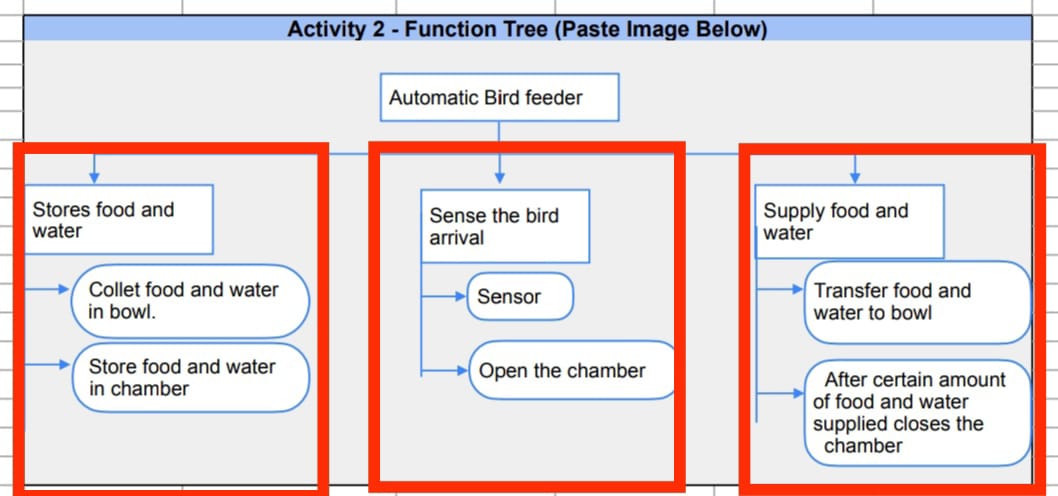 Activity 2 - Function Tree (Paste Image Below)
Automatic Bird feeder
Stores food and
water
Collet food and water
in bowl.
Store food and water
in chamber
Sense the bird
arrival
Sensor
Open the chamber
Supply food and
water
Transfer food and
water to bowl
After certain amount
of food and water
supplied closes the
chamber